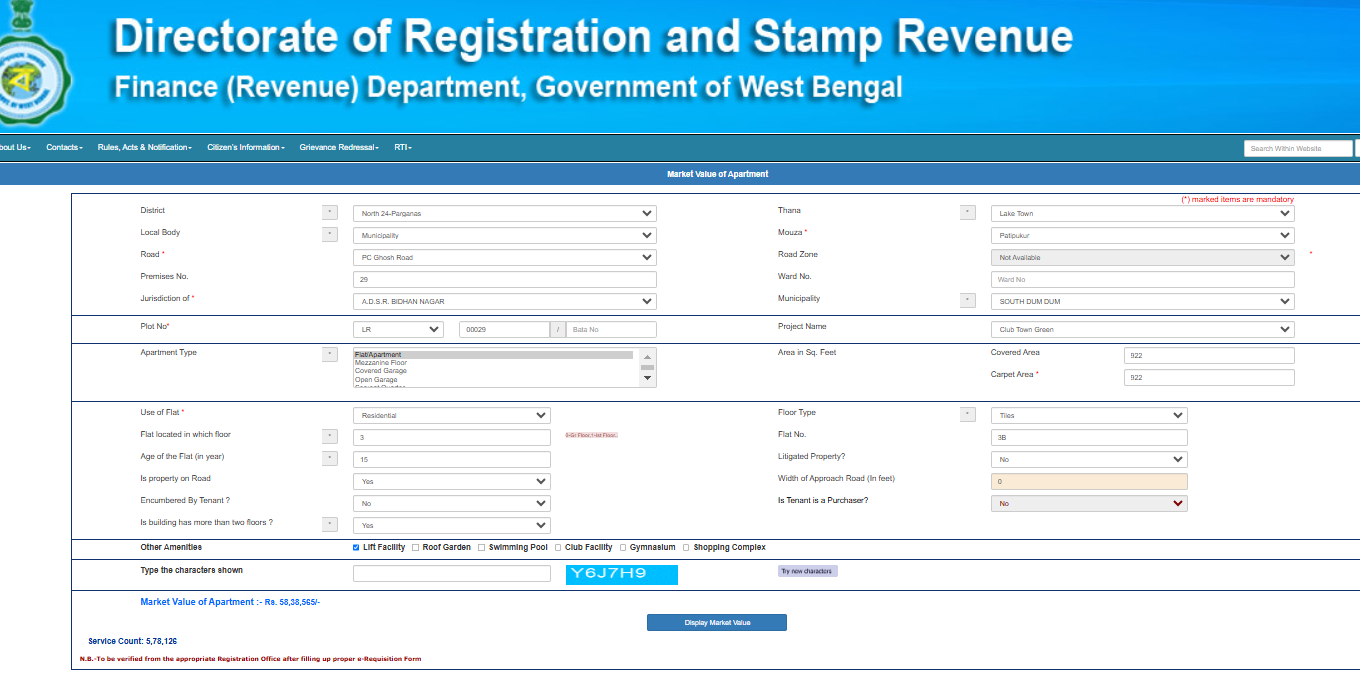 Directorate of Registration and Stamp Revenue
Finance (Revenue) Department, Government of West Bengal
bout Us Contacts Rules, Acts & Notification Citizen's Information Grievance Redressal RTI Search Within Website
Market Value of Apartment
(*) marked items are mandatory
District * North 24-Parganas Thana * Lake Town
Local Body * Municipality Mouza * Patipukur
Road * PC Ghosh Road Road Zone Not Available *
Premises No. 29 Ward No. Ward No
Jurisdiction of * A.D.S.R. BIDHAN NAGAR Municipality * SOUTH DUM DUM
Plot No* LR 00029 / Bata No Project Name Club Town Green
Apartment Type * Flat/Apartment Area in Sq. Feet Covered Area 922
Mezzanine Floor
Covered Garage Carpet Area * 922
Open Garage
Use of Flat * Residential Floor Type * Tiles
Flat located in which floor * 3 0-Gr Floor,1-Ist Floor.. Flat No. 3B
Age of the Flat (in year) * 15 Litigated Property? No
Is property on Road Yes Width of Approach Road (In feet) 0
Encumbered By Tenant ? No Is Tenant is a Purchaser? No
Is building has more than two floors ? * Yes
Other Amenities Lift Facility Roof Garden Swimming Pool Club Facility Gymnasium Shopping Complex
Type the characters shown Y6J7H9 Try new characters
Market Value of Apartment :- Rs. 58,38,565/-
Display Market Value
Service Count: 5,78,126
N.B.-To be verified from the appropriate Registration Office after filling up proper e-Requisition Form